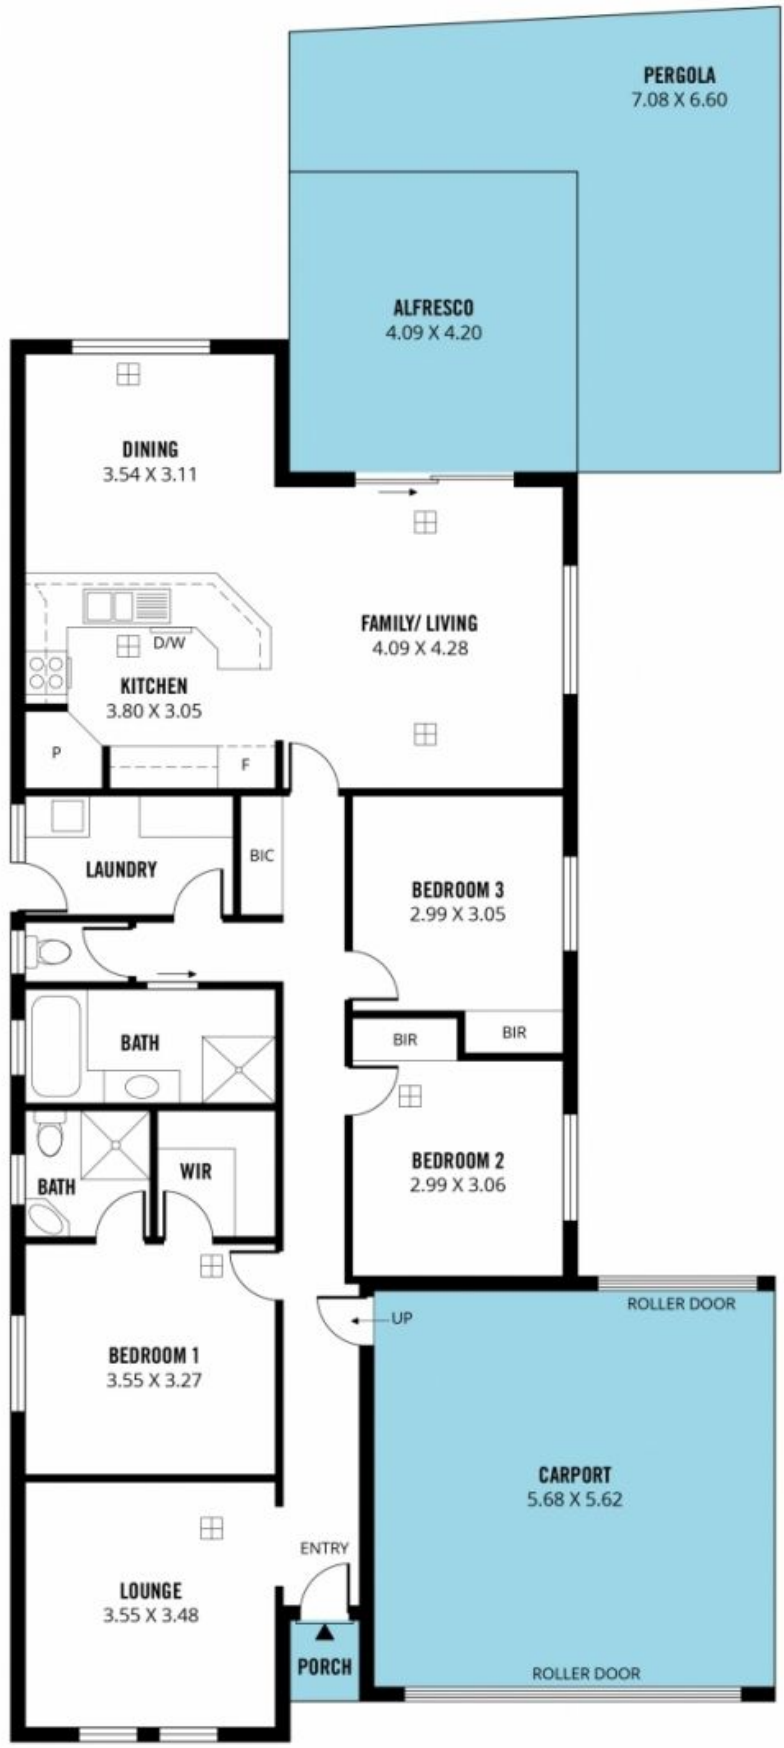 PERGOLA
7.08 X 6.60
ALFRESCO
4.09 X 4.20
DINING
3.54 X 3.11
FAMILY/ LIVING
4.09 X 4.28
D/W
KITCHEN
3.80 X 3.05
P
F
LAUNDRY
BIC
BEDROOM 3
2.99 X 3.05
BATH
BIR
BIR
BEDROOM 2
2.99 X 3.06
WIR
BATH
ROLLER DOOR
UP
BEDROOM 1
3.55 X 3.27
CARPORT
5.68 X 5.62
ENTRY
LOUNGE
3.55 X 3.48
PORCH
ROLLER DOOR